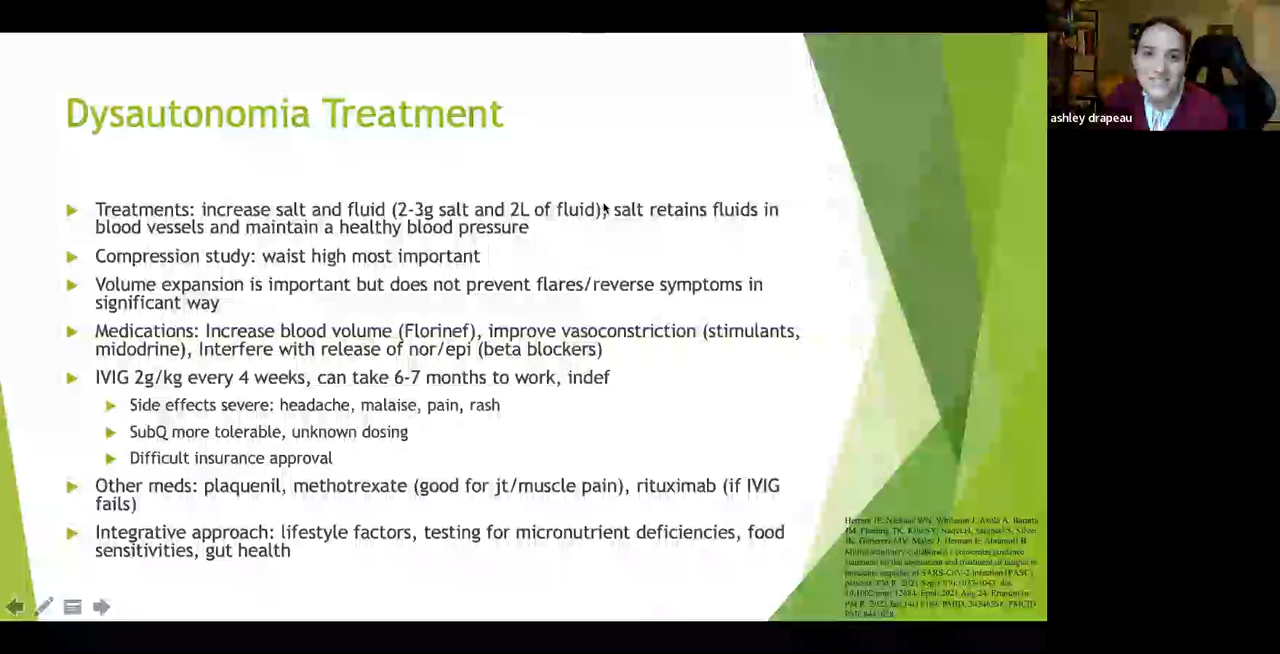 Dysautonomia Treatment
ashley drapeau
Treatments: increase salt and fluid (2-3g salt and 2L of fluid); salt retains fluids in
blood vessels and maintain a healthy blood pressure
Compression study: waist high most important
Volume expansion is important but does not prevent flares/reverse symptoms in
significant way
Medications: Increase blood volume (Florinef), improve vasoconstriction (stimulants,
midodrine), Interfere with release of nor/epi (beta blockers)
IVIG 2g/kg every 4 weeks, can take 6-7 months to work, indef
Side effects severe: headache, malaise, pain, rash
SubQ more tolerable, unknown dosing
Difficult insurance approval
Other meds: plaquenil, methotrexate (good for jt/muscle pain), rituximab (if IVIG
fails)
Integrative approach: lifestyle factors, testing for micronutrient deficiencies, food
sensitivities, gut health